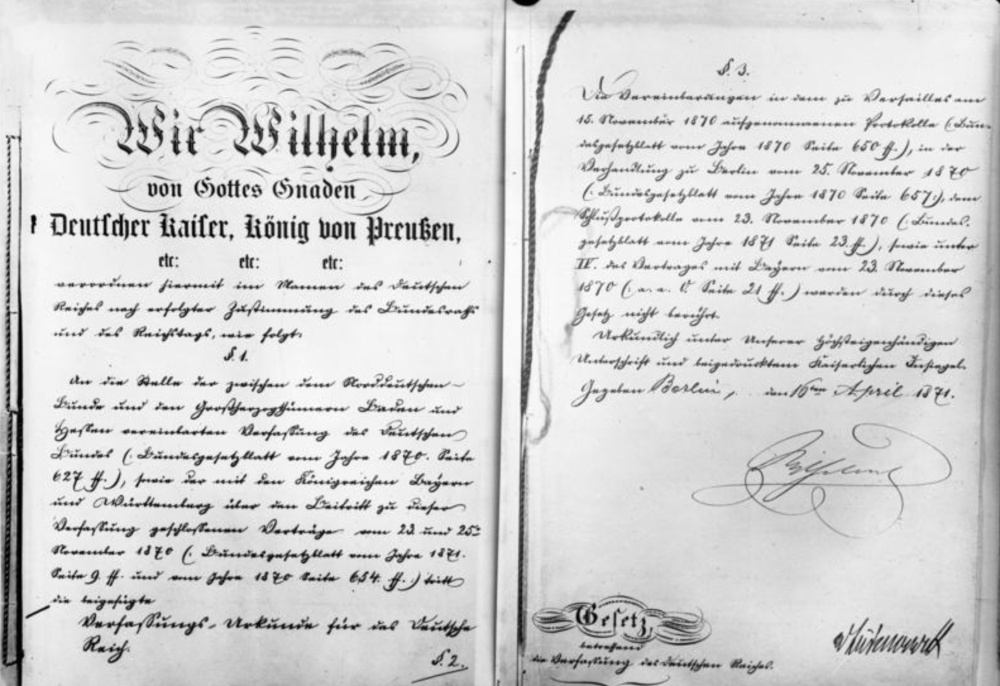 Wir Wilhelm,
von Gottes Gnaden
Deutscher Kaiser, König von Preußen,
etc: etc: etc:
verordnen hiermit im Namen des Deutschen
Reiches nach erfolgter Zustimmung des Bundesraths
und des Reichstags, wie folgt:
§. 1.
An die Stelle der zwischen dem Norddeutschen
Bunde und den Großherzogthümern Baden und
Hessen vereinbarten Verfassung des Deutschen
Bundes (: Bundesgesetzblatt vom Jahre 1870. Seite
627 ff. :), sowie der mit den Königreichen Bayern
und Württemberg über den Beitritt zu dieser
Verfassung geschlossenen Verträge vom 23. und 25.
November 1870 (: Bundesgesetzblatt vom Jahre 1871.
Seite 9. ff. und vom Jahre 1870 Seite 654. ff. :) tritt
die beigefügte
Verfassungs-Urkunde für das Deutsche
Reich.
§. 2.
§. 3.
Die Vereinbarungen in dem zu Versailles am
15. November 1870 aufgenommenen Protokolle (: Bun-
desgesetzblatt vom Jahre 1870 Seite 650 ff. :), in der
Verhandlung zu Berlin vom 25. November 1870
(: Bundesgesetzblatt vom Jahre 1870 Seite 657 :), dem
Schlußprotokolle vom 23. November 1870 (: Bundes-
gesetzblatt vom Jahre 1871 Seite 23. ff. :), sowie unter
IV. des Vertrages mit Bayern vom 23. November
1870 (: a. a. O. Seite 21 ff. :) werden durch dieses
Gesetz nicht berührt.
Urkundlich unter Unserer Höchsteigenhändigen
Unterschrift und beigedrucktem Kaiserlichen Insiegel.
Gegeben Berlin, den 16ten April 1871.
Wilhelm
Gesetz,
betreffend
die Verfassung des Deutschen Reiches.